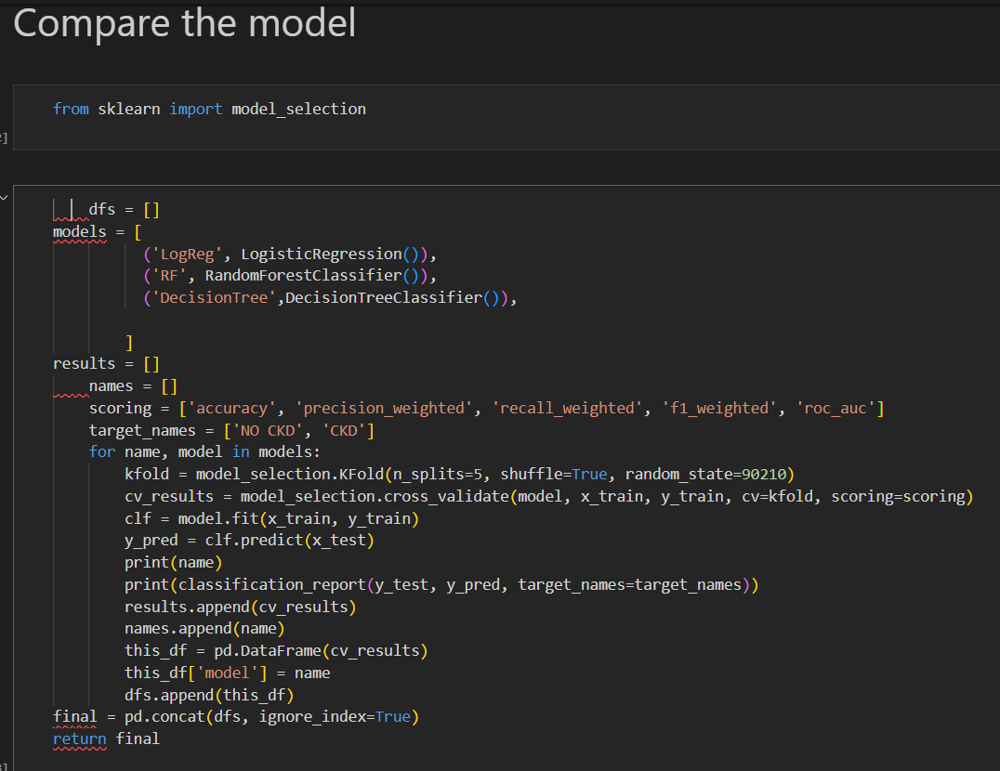 Compare the model
from sklearn import model_selection
]
dfs = []
models = [
('LogReg', LogisticRegression()),
('RF', RandomForestClassifier()),
('DecisionTree',DecisionTreeClassifier()),
]
results = []
names = []
scoring = ['accuracy', 'precision_weighted', 'recall_weighted', 'f1_weighted', 'roc_auc']
target_names = ['NO CKD', 'CKD']
for name, model in models:
kfold = model_selection.KFold(n_splits=5, shuffle=True, random_state=90210)
cv_results = model_selection.cross_validate(model, x_train, y_train, cv=kfold, scoring=scoring)
clf = model.fit(x_train, y_train)
y_pred = clf.predict(x_test)
print(name)
print(classification_report(y_test, y_pred, target_names=target_names))
results.append(cv_results)
names.append(name)
this_df = pd.DataFrame(cv_results)
this_df['model'] = name
dfs.append(this_df)
final = pd.concat(dfs, ignore_index=True)
return final
]